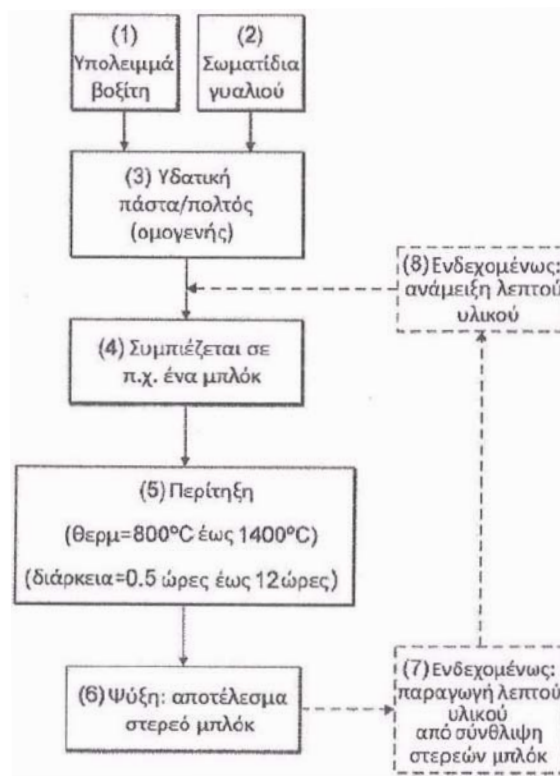 (1)
Υπολειμμά
βοξίτη
(2)
Σωματίδια
γυαλιού
(3) Υδατική
πάστα/πολτός
(ομογενής)
(8) Ενδεχομένως:
ανάμειξη λεπτού
υλικού
(4) Συμπιέζεται σε
π.χ. ένα μπλόκ
(5) Περίτηξη
(θερμ=800°C έως 1400°C)
(διάρκεια=0.5 ώρες έως 12ώρες)
(6) Ψύξη: αποτέλεσμα
στερεό μπλόκ
(7) Ενδεχομένως:
παραγωγή λεπτού
υλικού
από σύνθλιψη
στερεών μπλόκ